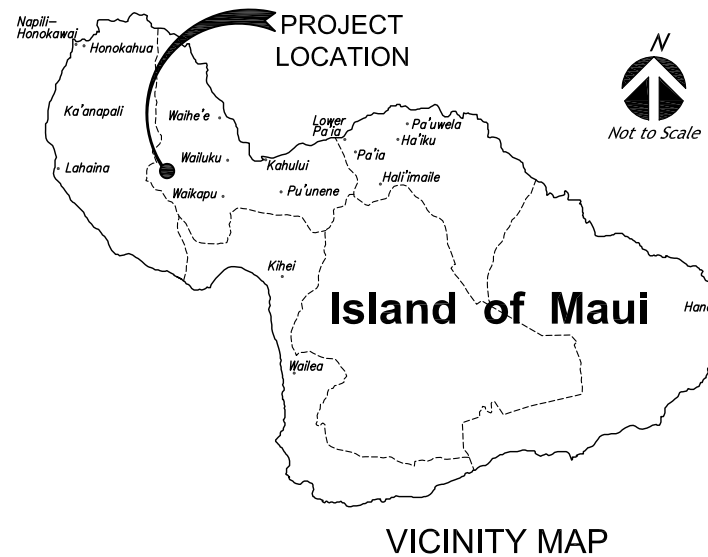 Napili–
Honokawai
Honokahua
PROJECT
LOCATION
N
Not to Scale
Ka'anapali
Waihe'e
Lower
Pa'ia
Pa'uwela
Ha'iku
Pa'ia
Lahaina
Wailuku
Kahului
Hali'imaile
Waikapu
Pu'unene
Kihei
Island of Maui
Wailea
VICINITY MAP